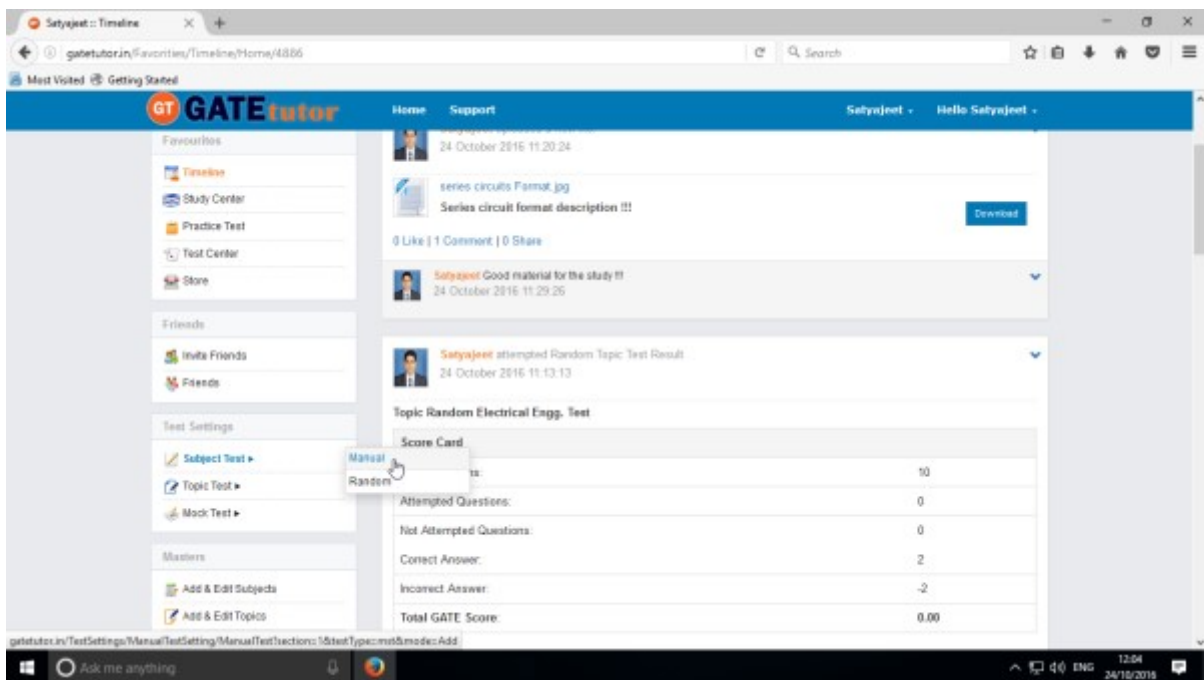 Satyajeet :: Timeline
gatetutor.in/Favorities/Timeline/Home/4886
Search
Most Visited
Getting Started
GT GATEtutor
Home
Support
Satyajeet
Hello Satyajeet
Favourites
Timeline
Study Center
Practice Test
Test Center
Store
Friends
Invite Friends
Friends
Test Settings
Subject Test
Topic Test
Mock Test
Manual
Random
Masters
Add & Edit Subjects
Add & Edit Topics
24 October 2016 11:20:24
series circuits Format.jpg
Series circuit format description !!!
Download
0 Like | 1 Comment | 0 Share
Satyajeet Good material for the study !!!
24 October 2016 11:29:26
Satyajeet attempted Random Topic Test Result
24 October 2016 11:13:13
Topic Random Electrical Engg. Test
Score Card
10
Attempted Questions: 0
Not Attempted Questions: 0
Correct Answer: 2
Incorrect Answer: -2
Total GATE Score: 0.00
gatetutor.in/TestSettings/ManualTestSetting/ManualTest?section=1&testType=mnt&mode=Add
Ask me anything
ENG
12:04
24/10/2016